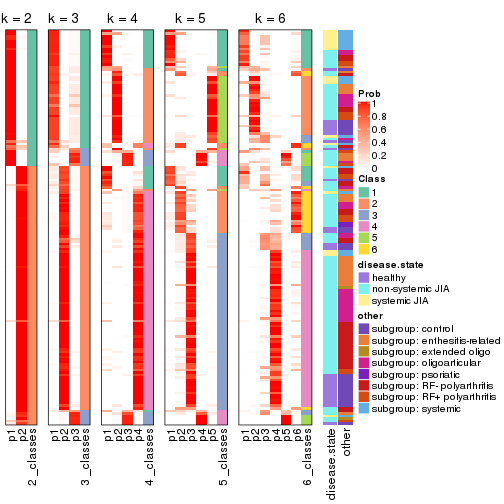 k = 2 k = 3 k = 4 k = 5 k = 6
Prob
1
0.8
0.6
0.4
0.2
0
Class
1
2
3
4
5
6
disease.state
healthy
non-systemic JIA
systemic JIA
other
subgroup: control
subgroup: enthesitis-related
subgroup: extended oligo
subgroup: oligoarticular
subgroup: psoriatic
subgroup: RF- polyarthritis
subgroup: RF+ polyarthritis
subgroup: systemic
p1 p2 2_classes
p1 p2 p3 3_classes
p1 p2 p3 p4 4_classes
p1 p2 p3 p4 p5 5_classes
p1 p2 p3 p4 p5 p6 6_classes
disease.state
other